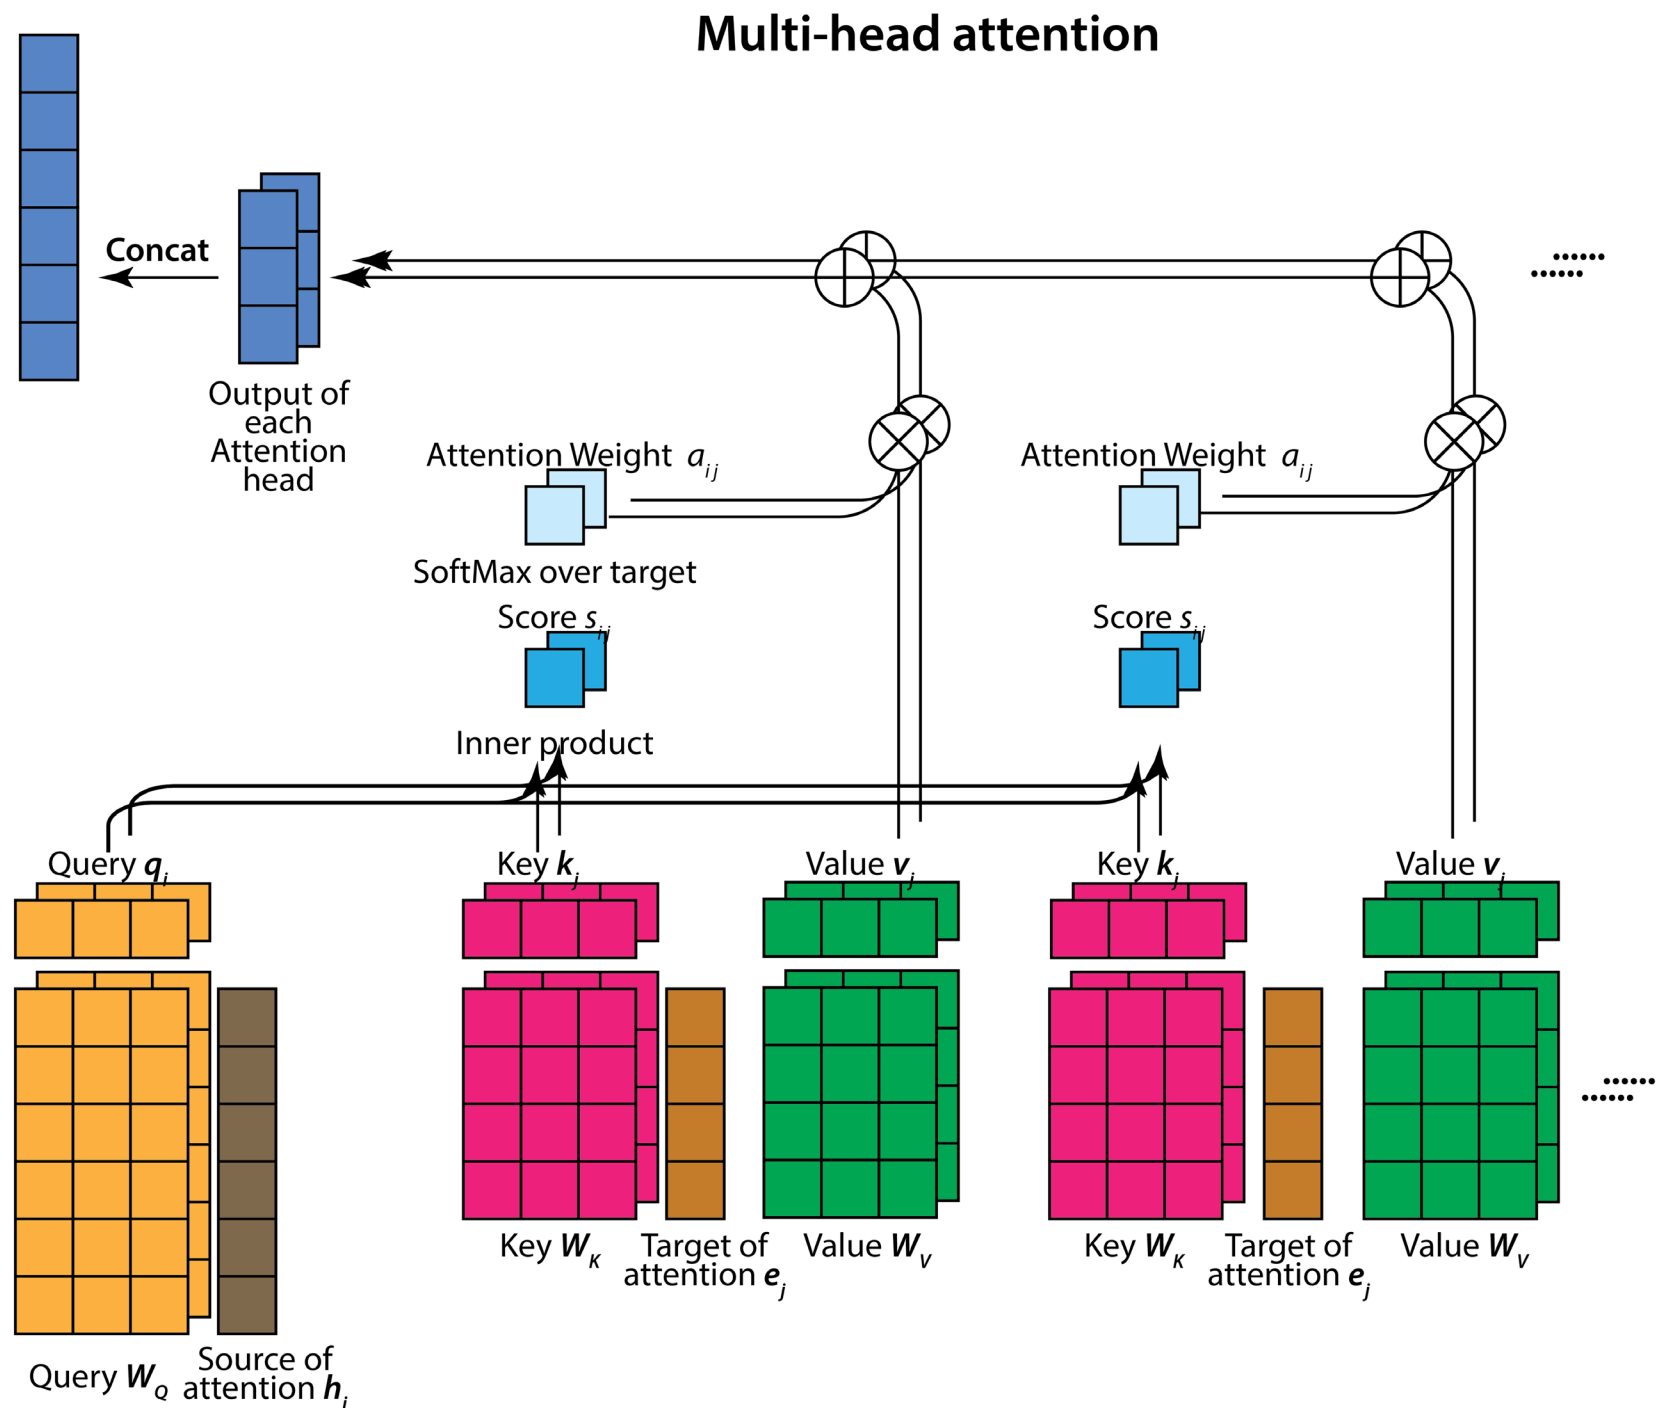 Multi-head attention
Concat
Output of
each
Attention
head
Attention Weight a_ij
Attention Weight a_ij
SoftMax over target
Score s_ij
Score s_ij
Inner product
Query q_i
Key k_j
Value v_j
Key k_j
Value v_j
Key W_K
Target of
attention e_j
Value W_V
Key W_K
Target of
attention e_j
Value W_V
Query W_Q
Source of
attention h_i